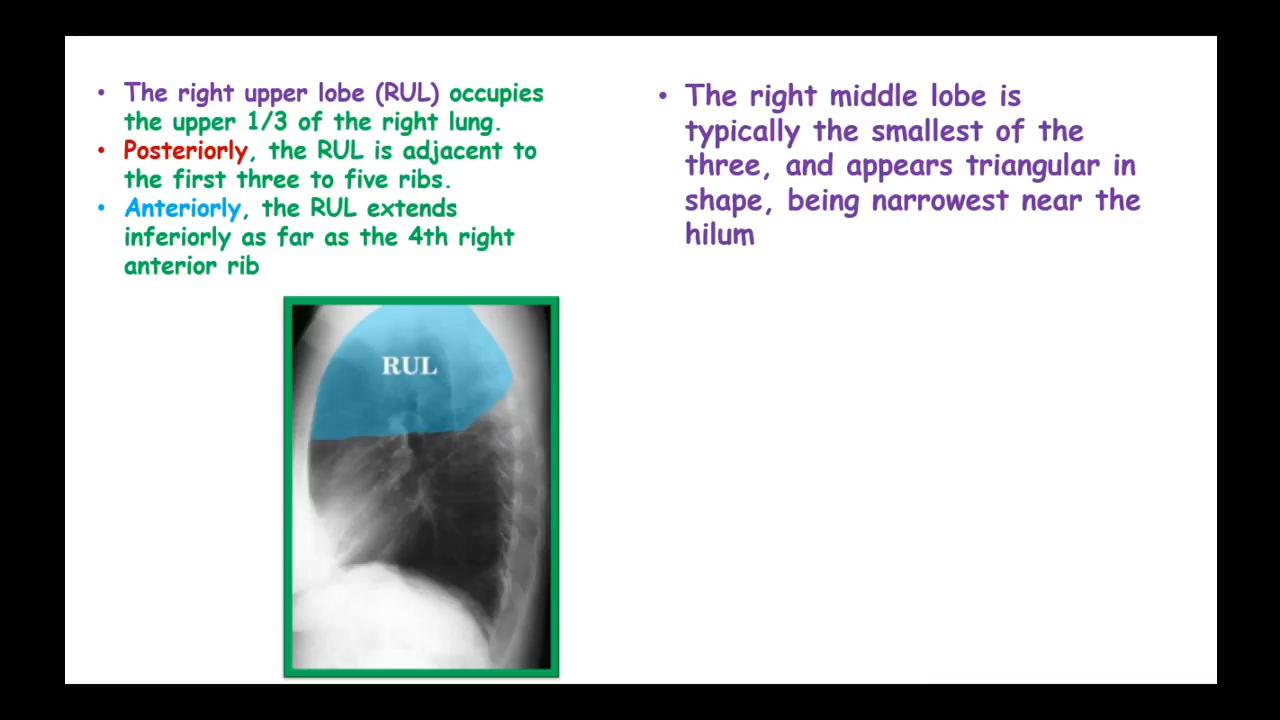 • The right upper lobe (RUL) occupies
the upper 1/3 of the right lung.
• Posteriorly, the RUL is adjacent to
the first three to five ribs.
• Anteriorly, the RUL extends
inferiorly as far as the 4th right
anterior rib
RUL
• The right middle lobe is
typically the smallest of the
three, and appears triangular in
shape, being narrowest near the
hilum